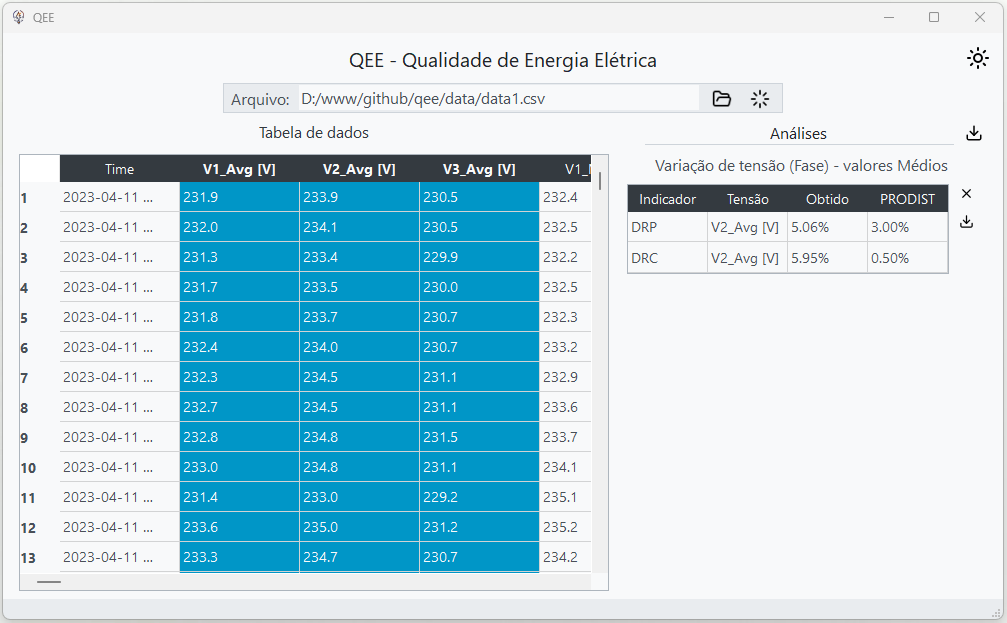 QEE
QEE - Qualidade de Energia Elétrica
Arquivo: D:/www/github/qee/data/data1.csv
Tabela de dados
Time V1_Avg [V] V2_Avg [V] V3_Avg [V] V1_
1 2023-04-11 ... 231.9 233.9 230.5 232.4
2 2023-04-11 ... 232.0 234.1 230.5 232.5
3 2023-04-11 ... 231.3 233.4 229.9 232.2
4 2023-04-11 ... 231.7 233.5 230.0 232.5
5 2023-04-11 ... 231.8 233.7 230.7 232.3
6 2023-04-11 ... 232.4 234.0 230.7 233.2
7 2023-04-11 ... 232.3 234.5 231.1 232.9
8 2023-04-11 ... 232.7 234.5 231.1 233.6
9 2023-04-11 ... 232.8 234.8 231.5 233.7
10 2023-04-11 ... 233.0 234.8 231.1 234.1
11 2023-04-11 ... 231.4 233.0 229.2 235.1
12 2023-04-11 ... 233.6 235.0 231.2 235.2
13 2023-04-11 ... 233.3 234.7 230.7 234.2
Análises
Variação de tensão (Fase) - valores Médios
Indicador Tensão Obtido PRODIST
DRP V2_Avg [V] 5.06% 3.00%
DRC V2_Avg [V] 5.95% 0.50%